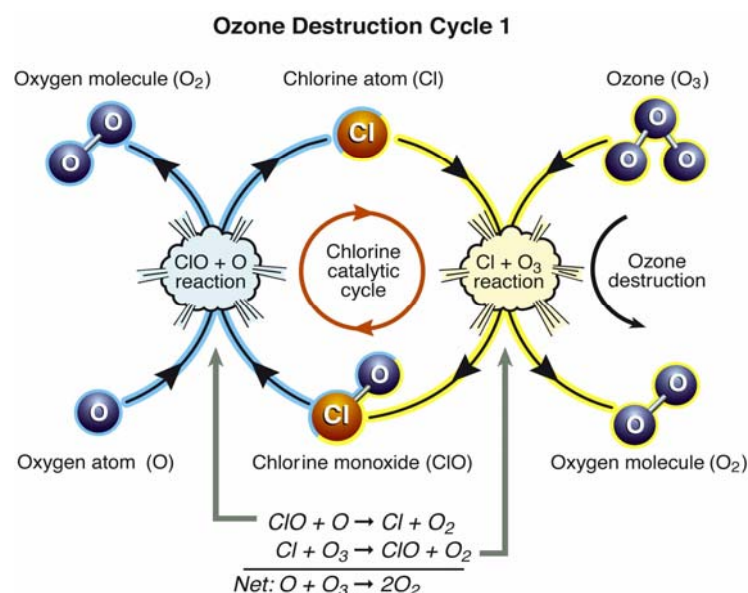 Ozone Destruction Cycle 1
Oxygen molecule (O₂)
Chlorine atom (Cl)
Ozone (O₃)
O
O
Cl
O
O
O
ClO + O
reaction
Chlorine
catalytic
cycle
Cl + O₃
reaction
Ozone
destruction
O
Cl
O
O
O
Oxygen atom (O)
Chlorine monoxide (ClO)
Oxygen molecule (O₂)
ClO + O → Cl + O₂
Cl + O₃ → ClO + O₂
Net: O + O₃ → 2O₂